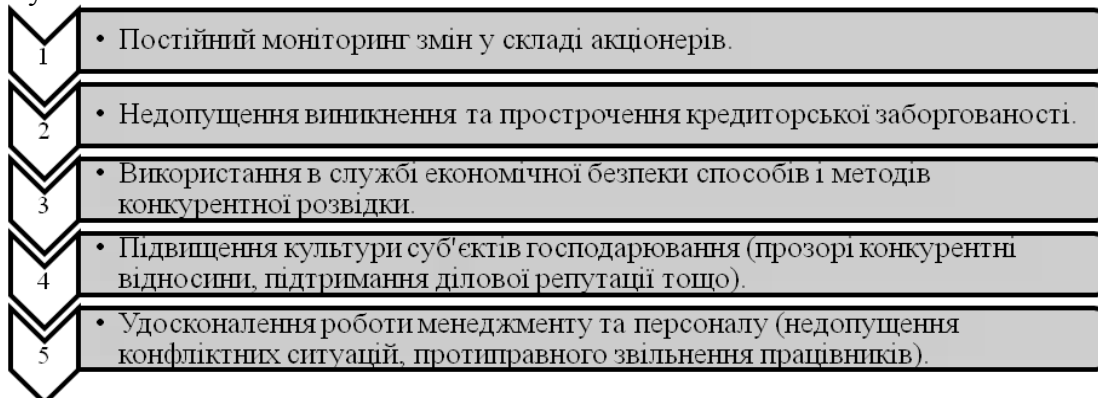 1
• Постійний моніторинг змін у складі акціонерів.
2
• Недопущення виникнення та прострочення кредиторської заборгованості.
3
• Використання в службі економічної безпеки способів і методів
конкурентної розвідки.
4
• Підвищення культури суб'єктів господарювання (прозорі конкурентні
відносини, підтримання ділової репутації тощо).
5
• Удосконалення роботи менеджменту та персоналу (недопущення
конфліктних ситуацій, протиправного звільнення працівників).